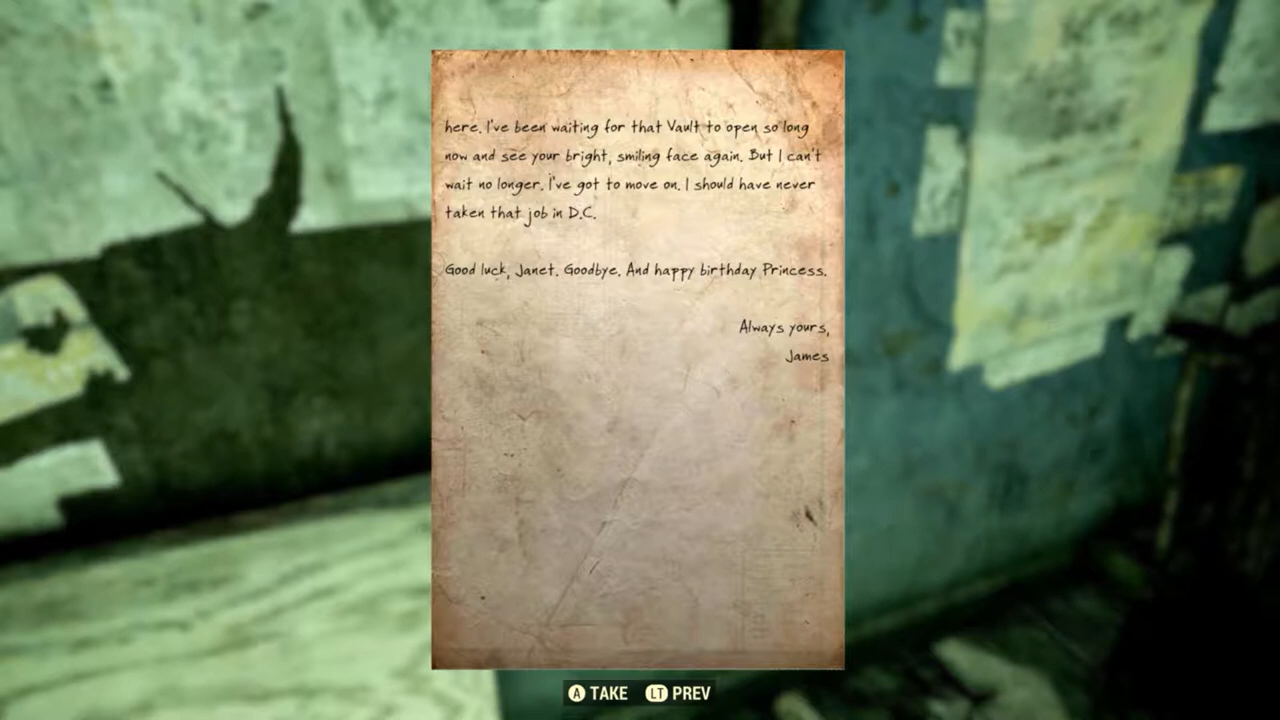 here. I've been waiting for that Vault to open so long
now and see your bright, smiling face again. But I can't
wait no longer. I've got to move on. I should have never
taken that job in D.C.
Good luck, Janet. Goodbye. And happy birthday Princess.
Always yours,
James
A TAKE LT PREV